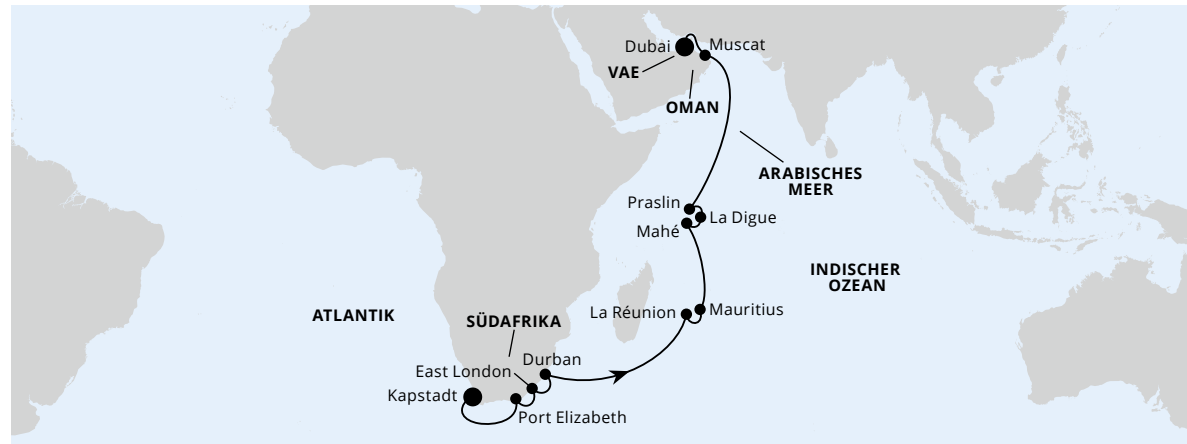 Dubai
Muscat
VAE
OMAN
ARABISCHES
MEER
Praslin
La Digue
Mahé
INDISCHER
OZEAN
La Réunion
Mauritius
ATLANTIK
SÜDAFRIKA
Durban
East London
Kapstadt
Port Elizabeth